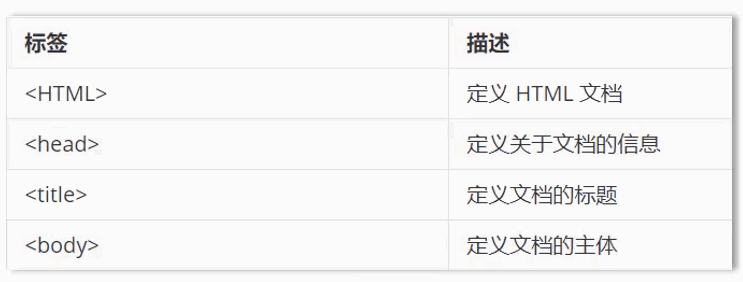 标签 描述
<HTML> 定义 HTML 文档
<head> 定义关于文档的信息
<title> 定义文档的标题
<body> 定义文档的主体